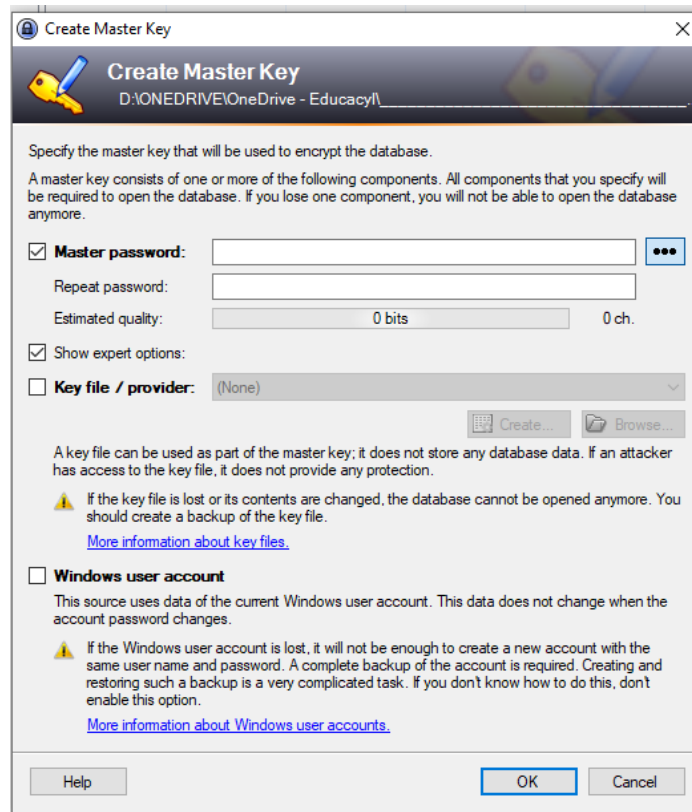 Create Master Key
Create Master Key
D:\ONEDRIVE\OneDrive - Educacyl\_________________________________.
Specify the master key that will be used to encrypt the database.
A master key consists of one or more of the following components. All components that you specify will
be required to open the database. If you lose one component, you will not be able to open the database
anymore.
Master password:
Repeat password:
Estimated quality: 0 bits 0 ch.
Show expert options:
Key file / provider: (None)
Create... Browse...
A key file can be used as part of the master key; it does not store any database data. If an attacker
has access to the key file, it does not provide any protection.
If the key file is lost or its contents are changed, the database cannot be opened anymore. You
should create a backup of the key file.
More information about key files.
Windows user account
This source uses data of the current Windows user account. This data does not change when the
account password changes.
If the Windows user account is lost, it will not be enough to create a new account with the
same user name and password. A complete backup of the account is required. Creating and
restoring such a backup is a very complicated task. If you don't know how to do this, don't
enable this option.
More information about Windows user accounts.
Help OK Cancel